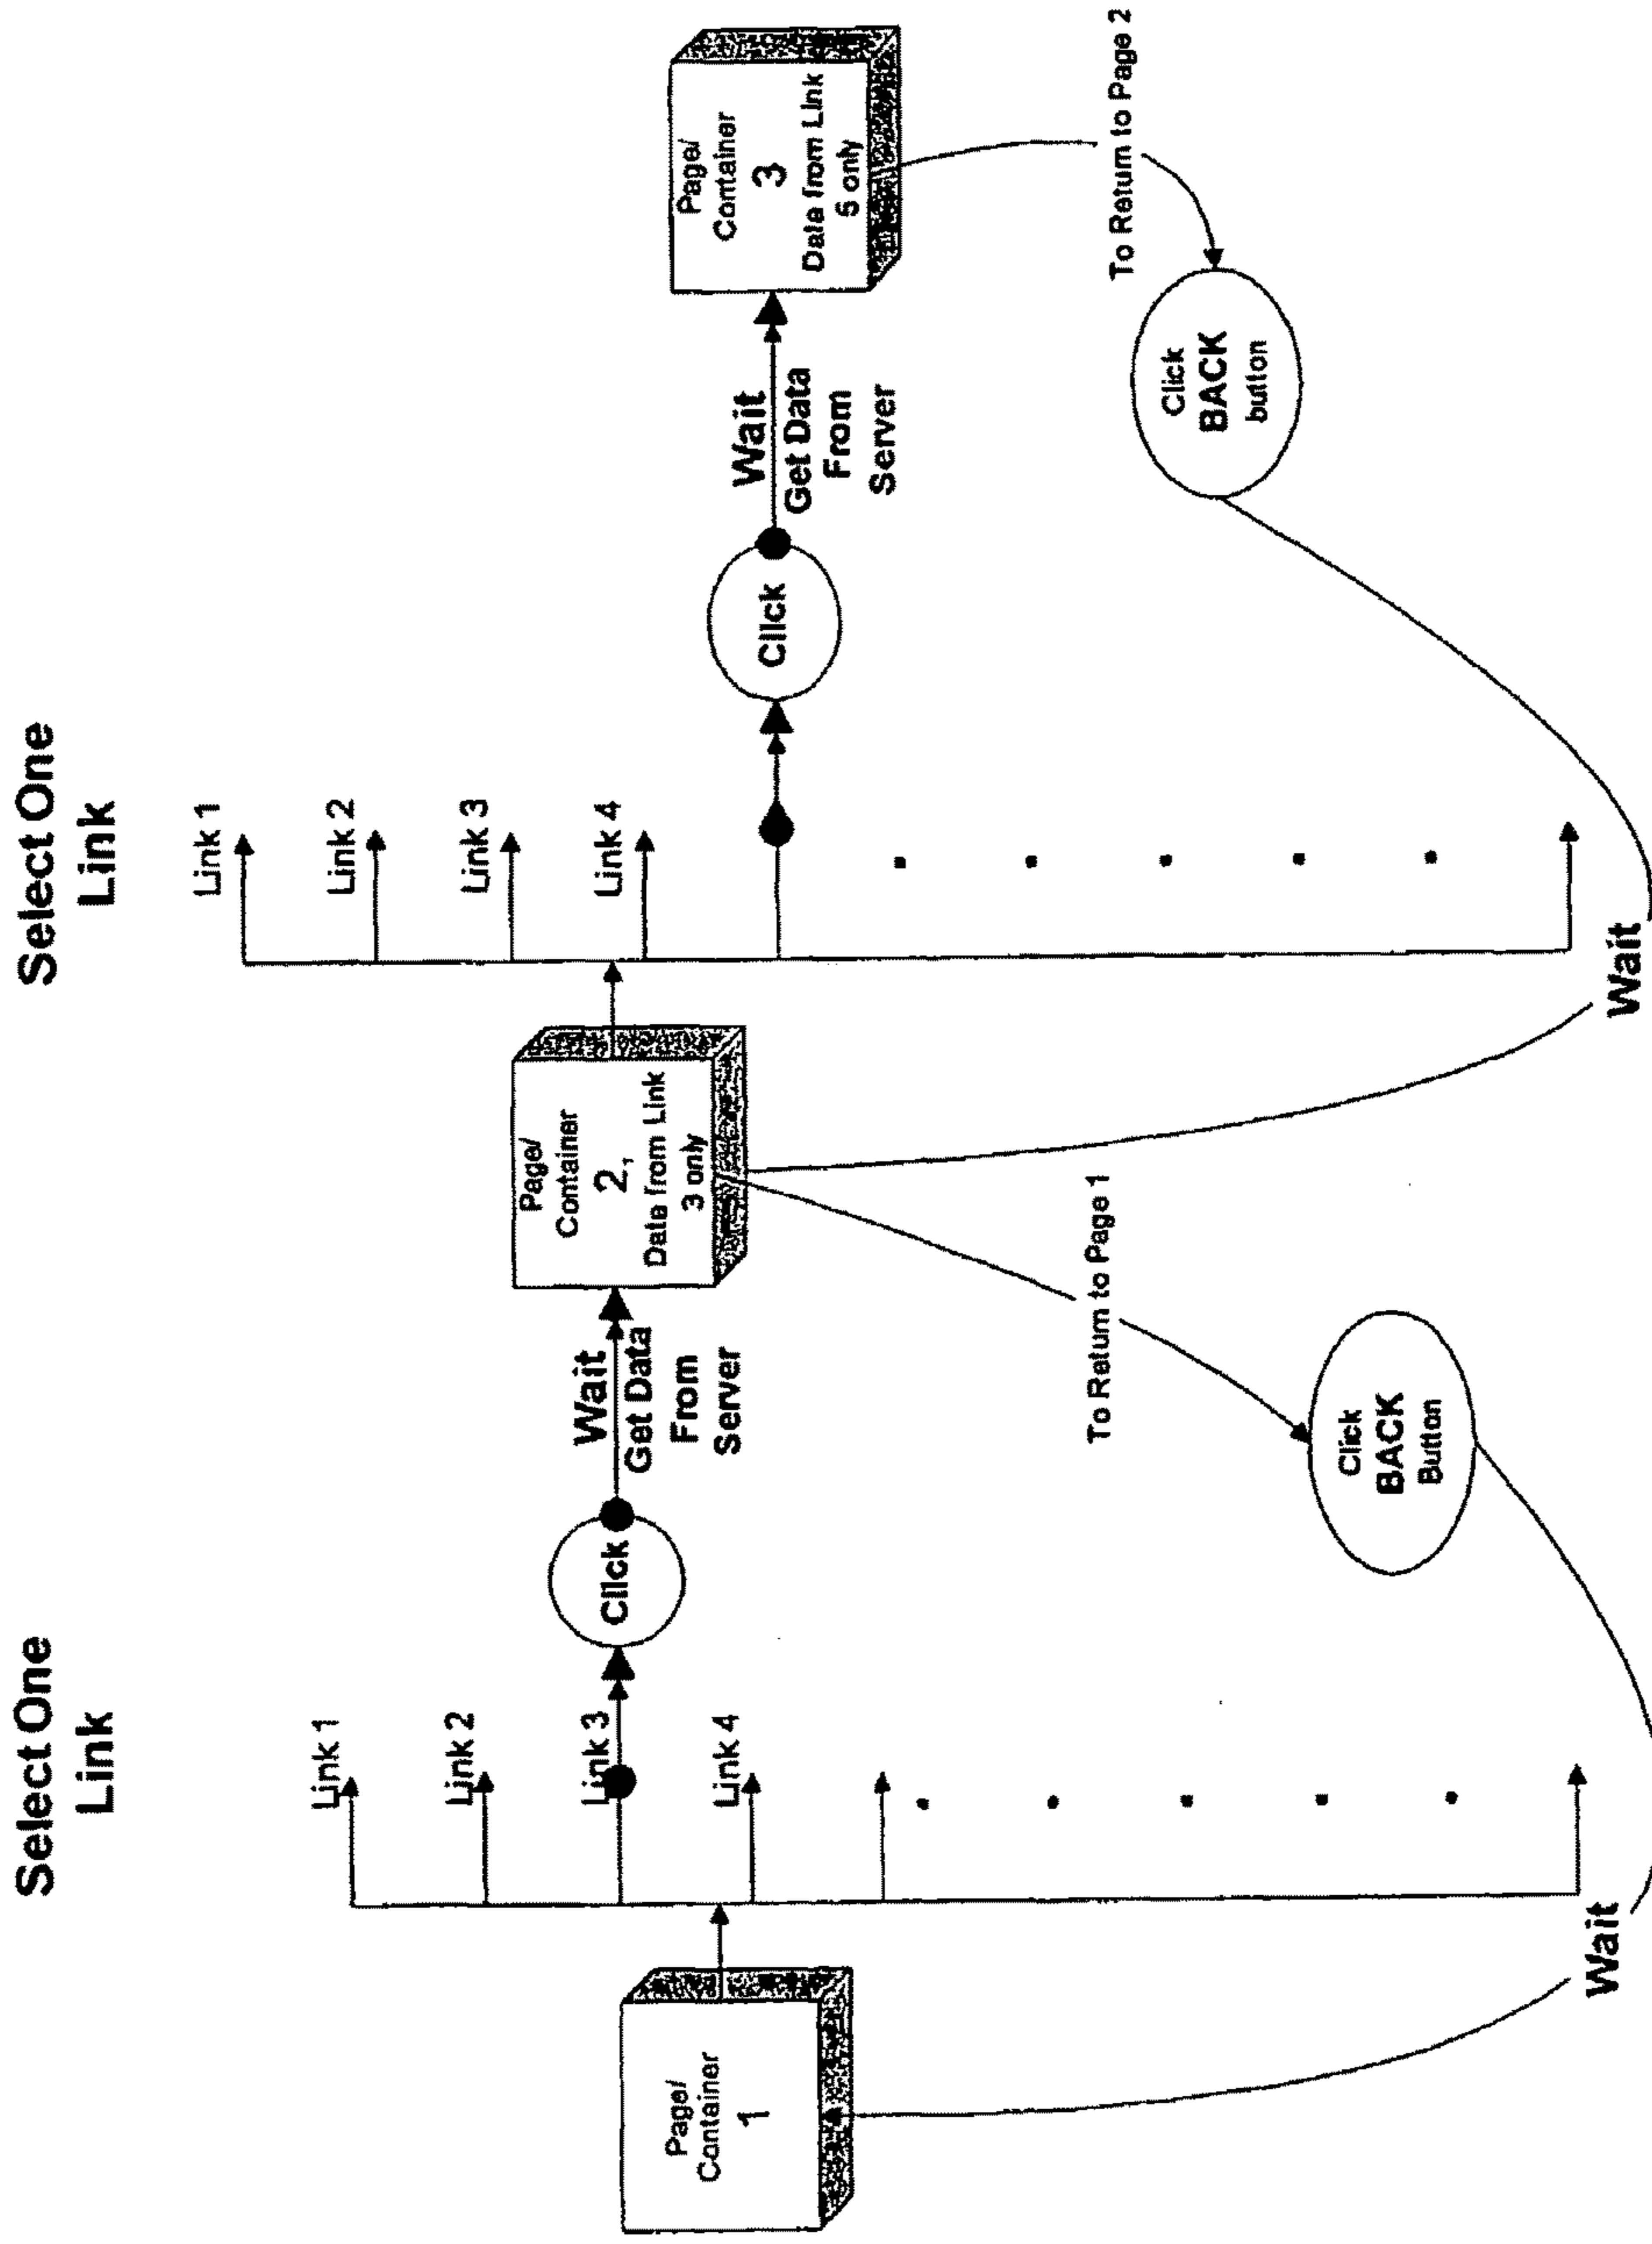 Select One
Link
Select One
Link
Link 1
Link 2
Link 3
Link 4
Link 1
Link 2
Link 3
Link 4
Page/
Container
1
Click
Wait
Get Data
From
Server
Page/
Container
2,
Data from Link
3 only
Click
Wait
Get Data
From
Server
Page/
Container
3
Data from Link
5 only
To Return to Page 1
Click
BACK
Button
Wait
To Return to Page 2
Click
BACK
button
Wait